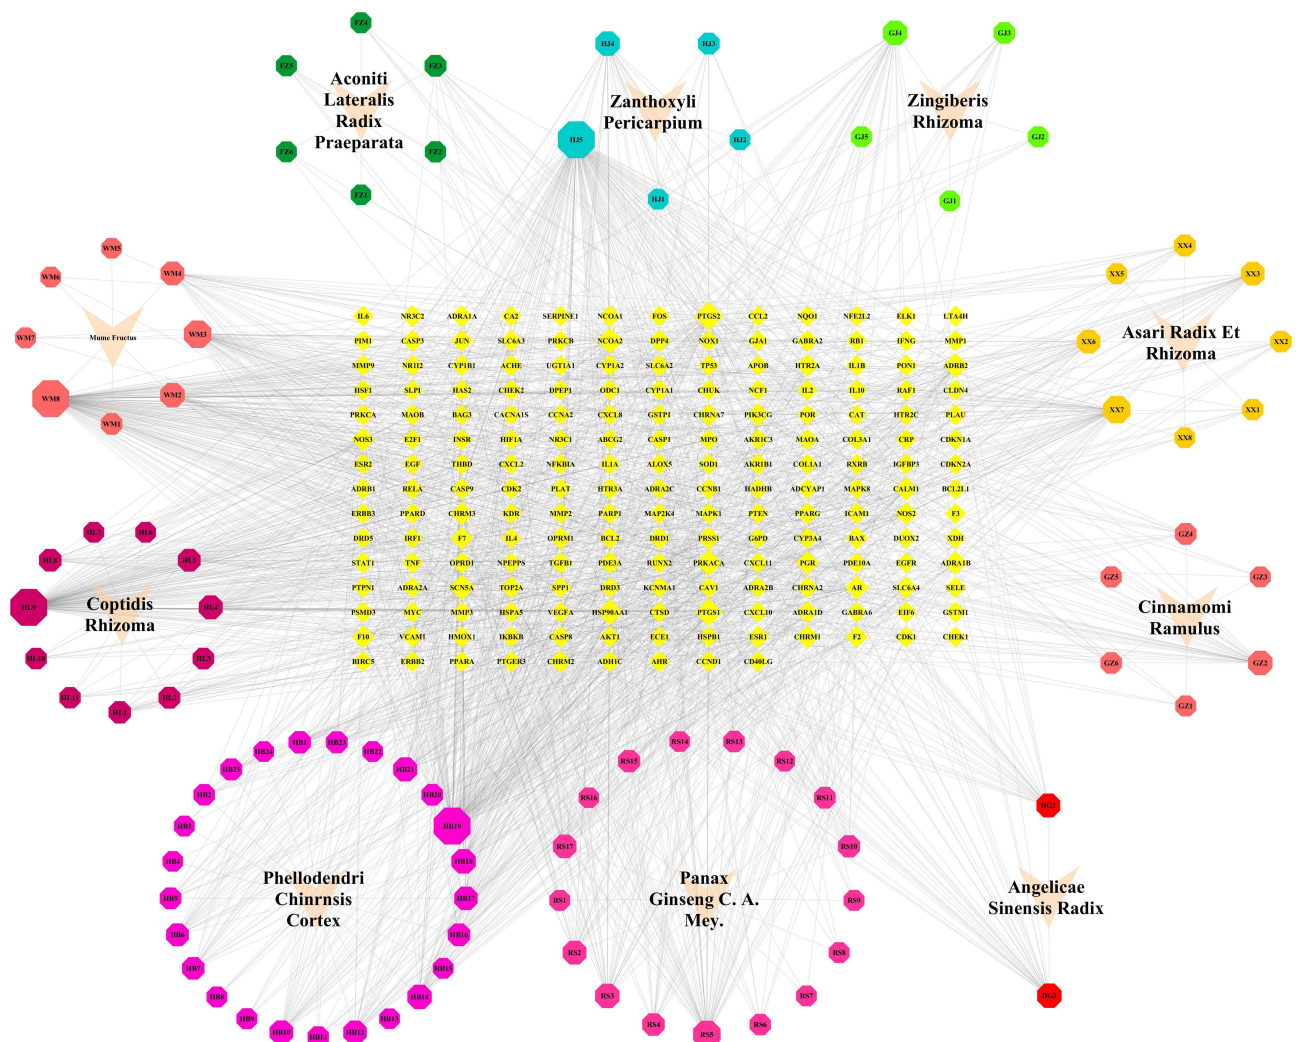 FZ4
FZ5
FZ3
Aconiti
Lateralis
Radix
Praeparata
FZ6
FZ2
FZ1
HJ4
HJ3
Zanthoxyli
Pericarpium
HJ5
HJ2
HJ1
GJ4
GJ3
Zingiberis
Rhizoma
GJ5
GJ2
GJ1
WM5
WM4
WM6
WM7
Mume Fructus
WM3
WM8
WM2
WM1
XX4
XX5
XX3
Asari Radix Et
Rhizoma
XX6
XX2
XX7
XX1
XX8
IL6 NR3C2 ADRA1A CA2 SERPINE1 NCOA1 FOS PTGS2 CCL2 NQO1 NFE2L2 ELK1 LTA4H
PIM1 CASP3 JUN SLC6A3 PRKCB NCOA2 DPP4 NOX1 GJA1 GABRA2 RB1 IFNG MMP1
MMP9 NR1I2 CYP1B1 ACHE UGT1A1 CYP1A2 SLC6A2 TP53 APOB HTR2A IL1B PON1 ADRB2
HSF1 SLPI HAS2 CHEK2 DPEP1 ODC1 CYP1A1 CHUK NCF1 IL2 IL10 RAF1 CLDN4
PRKCA MAOB BAG3 CACNA1S CCNA2 CXCL8 GSTP1 CHRNA7 PIK3CG POR CAT HTR2C PLAU
NOS3 E2F1 INSR HIF1A NR3C1 ABCG2 CASP1 MPO AKR1C3 MAOA COL3A1 CRP CDKN1A
ESR2 EGF THBD CXCL2 NFKBIA IL1A ALOX5 SOD1 AKR1B1 COL1A1 RXRB IGFBP3 CDKN2A
ADRB1 RELA CASP9 CDK2 PLAT HTR3A ADRA2C CCNB1 HADHB ADCYAP1 MAPK8 CALM1 BCL2L1
ERBB3 PPARD CHRM3 KDR MMP2 PARP1 MAP2K4 MAPK1 PTEN PPARG ICAM1 NOS2 F3
DRD5 IRF1 F7 IL4 OPRM1 BCL2 DRD1 PRSS1 G6PD CYP3A4 BAX DUOX2 XDH
STAT1 TNF OPRD1 NPEPPS TGFB1 PDE3A RUNX2 PRKACA CXCL11 PGR PDE10A EGFR ADRA1B
PTPN1 ADRA2A SCN5A TOP2A SPP1 DRD3 KCNMA1 CAV1 ADRA2B CHRNA2 AR SLC6A4 SELE
PSMD3 MYC MMP3 HSPA5 VEGFA HSP90AA1 CTSD PTGS1 CXCL10 ADRA1D GABRA6 EIF6 GSTM1
F10 VCAM1 HMOX1 IKBKB CASP8 AKT1 ECE1 HSPB1 ESR1 CHRM1 F2 CDK1 CHEK1
BIRC5 ERBB2 PPARA PTGER3 CHRM2 ADH1C AHR CCND1 CD40LG
HL7
HL6
HL8
HL5
HL9
HL4
Coptidis
Rhizoma
HL10
HL3
HL11
HL2
HL1
GZ4
GZ5
GZ3
Cinnamomi
Ramulus
GZ6
GZ2
GZ1
HB24
HB1
HB23
HB22
HB25
HB21
HB2
HB20
HB3
HB19
HB4
HB18
Phellodendri
Chinrnsis
Cortex
HB5
HB17
HB6
HB16
HB7
HB15
HB8
HB14
HB9
HB13
HB10
HB11
HB12
RS14
RS13
RS15
RS12
RS16
RS11
RS17
RS10
Panax
Ginseng C. A.
Mey.
RS1
RS9
RS2
RS8
RS3
RS7
RS4
RS6
RS5
DG2
Angelicae
Sinensis Radix
DG1